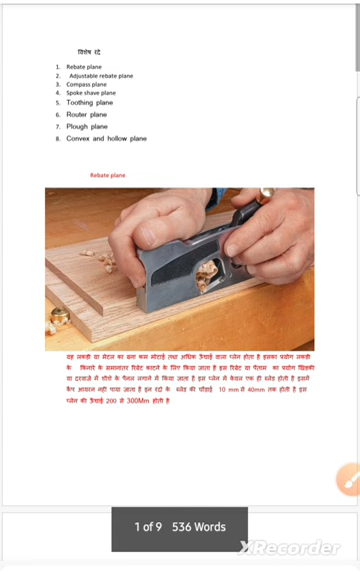 विशेष रंदे
1. Rebate plane
2. Adjustable rebate plane
3. Compass plane
4. Spoke shave plane
5. Toothing plane
6. Router plane
7. Plough plane
8. Convex and hollow plane
Rebate plane
यह लकड़ी या मेटल का बना कम मोटाई तथा अधिक ऊँचाई वाला प्लेन होता है इसका प्रयोग लकड़ी
के किनारे के समानांतर रिबेट काटने के लिए किया जाता है इस रिबेट या पैताम का प्रयोग खिड़की
या दरवाजे में शीशे के पैनल लगाने में किया जाता है इस प्लेन में केवल एक ही ब्लेड होती है इसमें
कैप आयरन नहीं पाया जाता है इन रंदो के ब्लेड की चौड़ाई 10 mm से 40mm तक होती है इस
प्लेन की ऊँचाई 200 से 300Mm होती है
1 of 9 536 Words
XRecorder